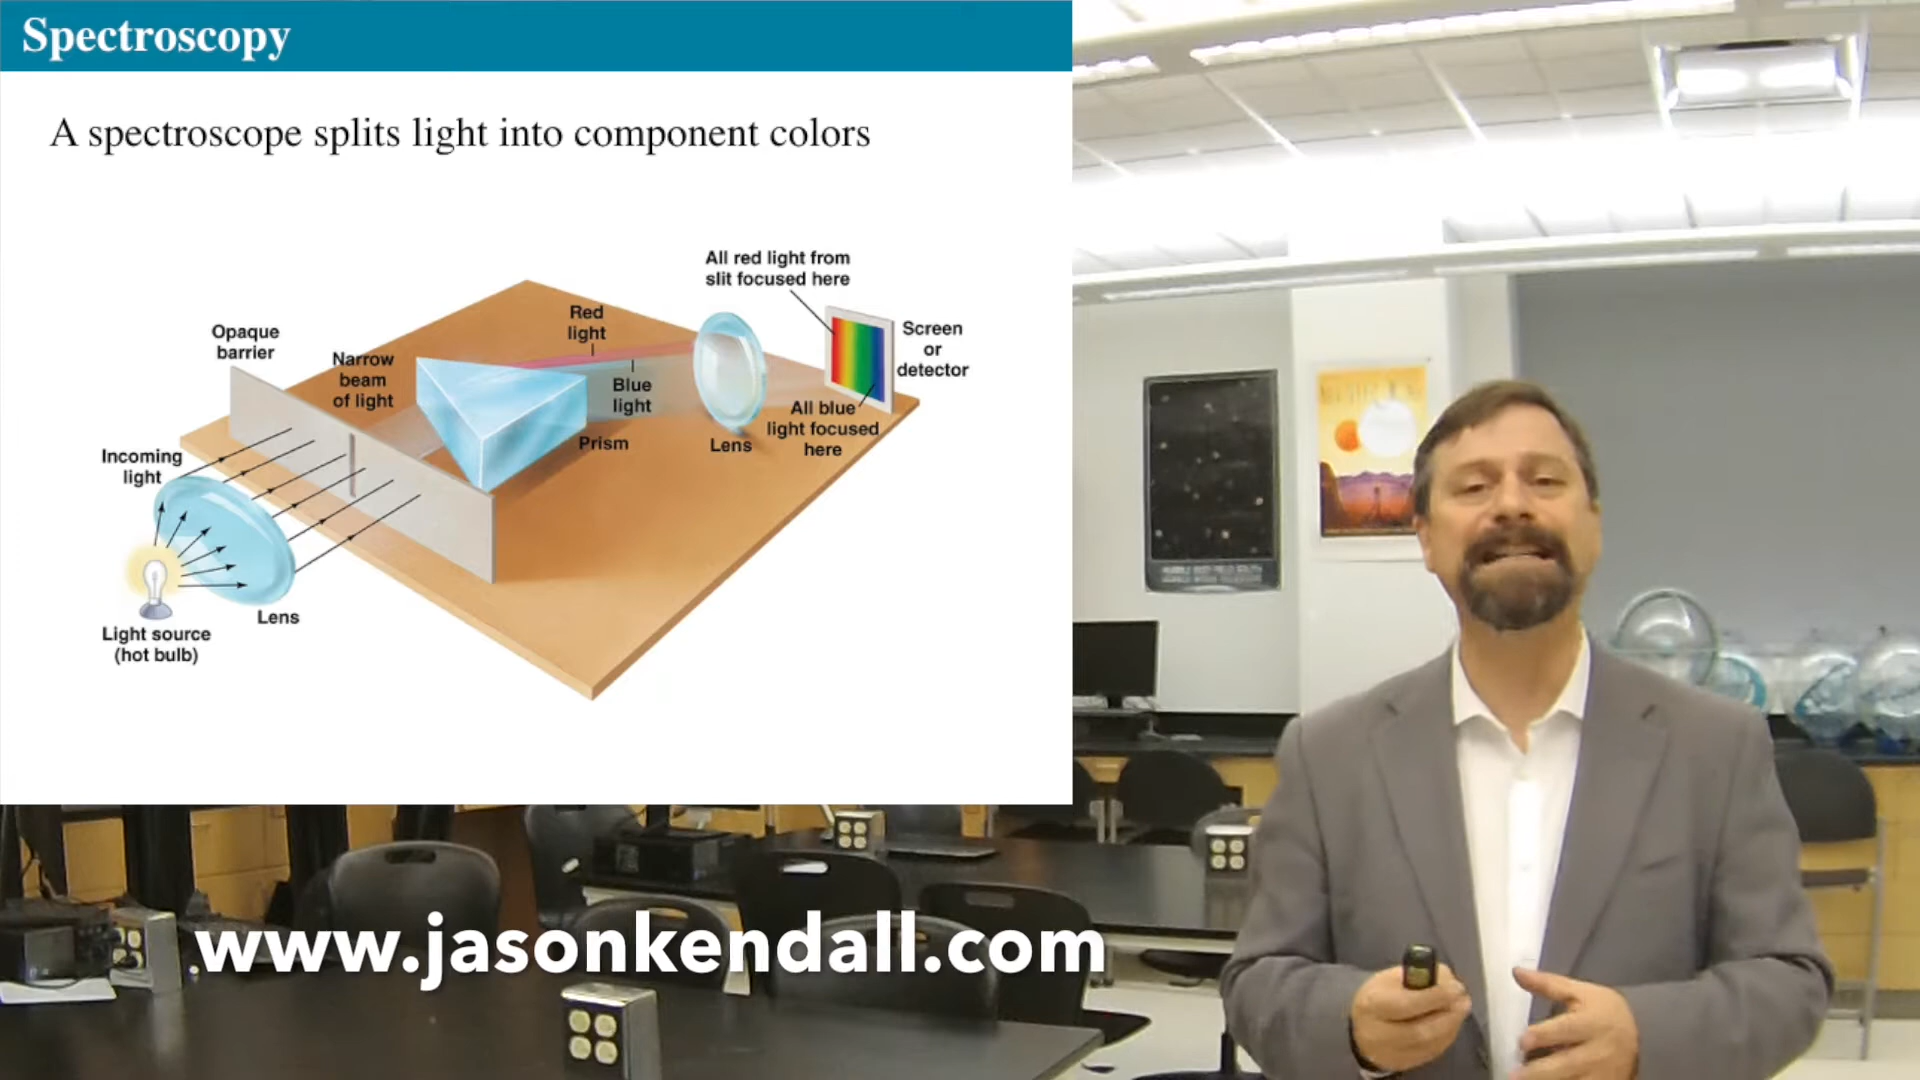 Spectroscopy
A spectroscope splits light into component colors
All red light from
slit focused here
Red
light
Opaque
barrier
Screen
or
detector
Narrow
beam
of light
Blue
light
All blue
light focused
here
Prism
Lens
Incoming
light
Lens
Light source
(hot bulb)
www.jasonkendall.com